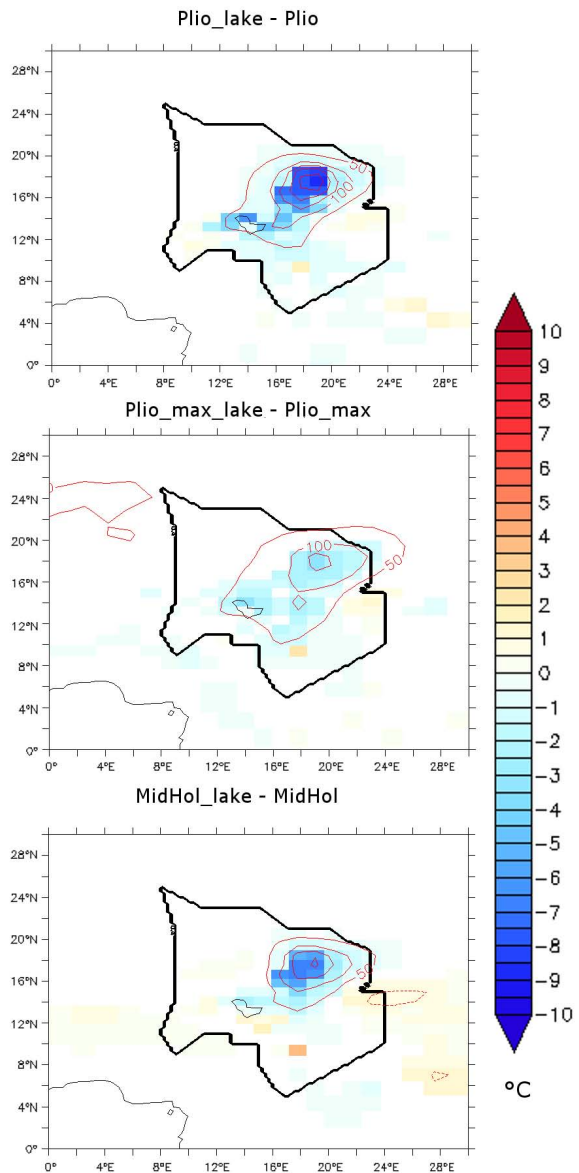 Plio_lake - Plio
28°N
24°N
20°N
16°N
12°N
8°N
4°N
0°
50
100
0° 4°E 8°E 12°E 16°E 20°E 24°E 28°E
Plio_max_lake - Plio_max
28°N
24°N
20°N
16°N
12°N
8°N
4°N
0°
100
50
0° 4°E 8°E 12°E 16°E 20°E 24°E 28°E
MidHol_lake - MidHol
28°N
24°N
20°N
16°N
12°N
8°N
4°N
0°
50
0° 4°E 8°E 12°E 16°E 20°E 24°E 28°E
10
9
8
7
6
5
4
3
2
1
0
-1
-2
-3
-4
-5
-6
-7
-8
-9
-10
°C